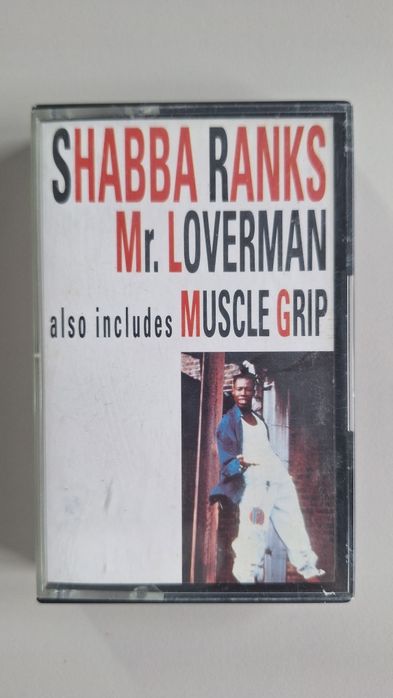 SHABBA RANKS
Mr. LOVERMAN
also includes MUSCLE GRIP